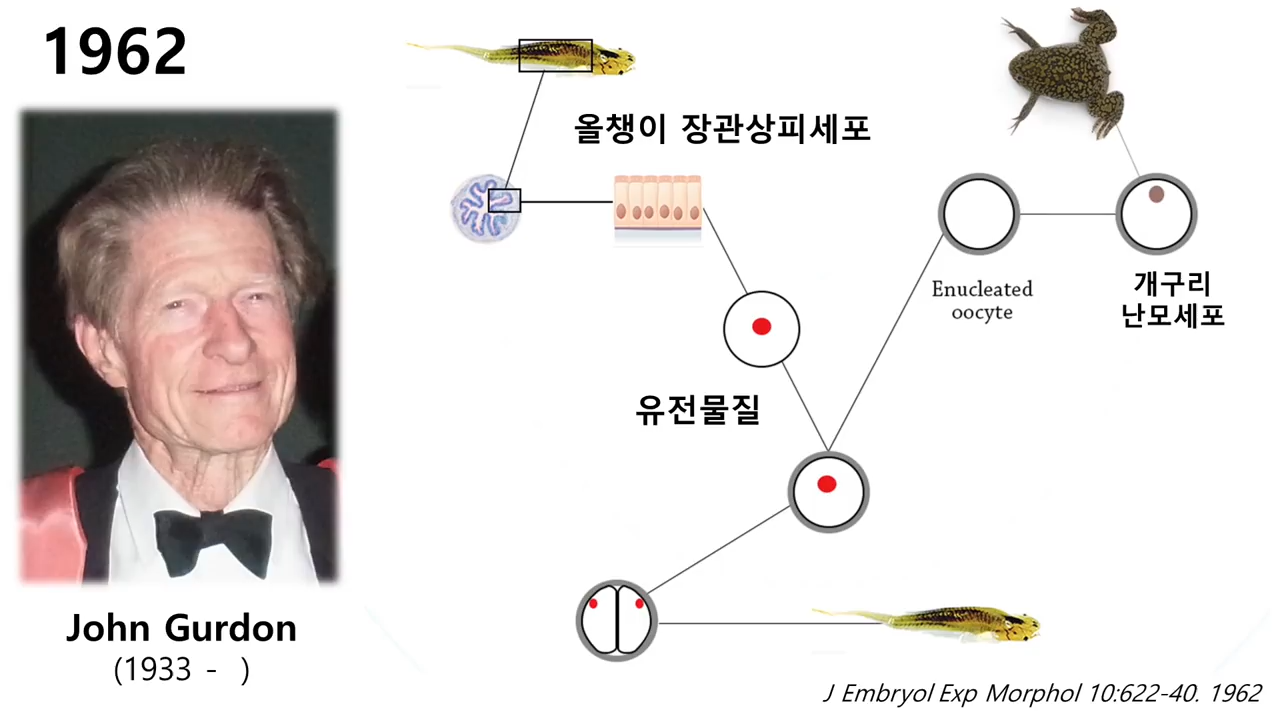 1962
올챙이 장관상피세포
Enucleated
oocyte
개구리
난모세포
유전물질
John Gurdon
(1933 -  )
J Embryol Exp Morphol 10:622-40. 1962